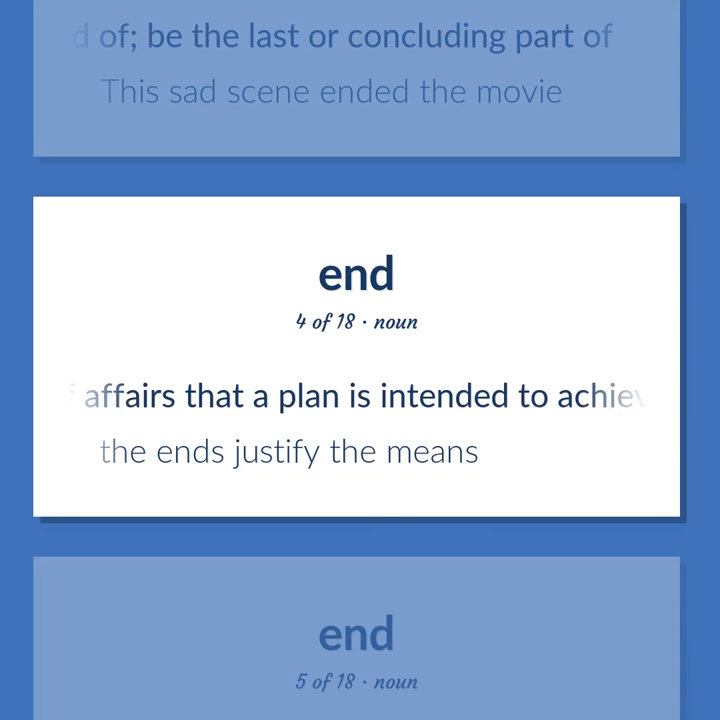 of; be the last or concluding part of
This sad scene ended the movie
end
4 of 18 · noun
affairs that a plan is intended to
the ends justify the means
end
5 of 18 · noun